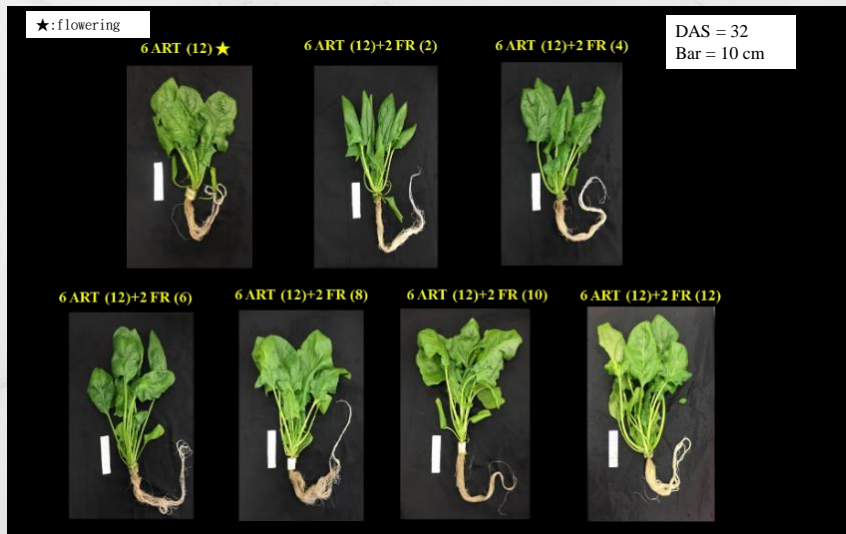 ★:flowering
DAS = 32
Bar = 10 cm
6 ART (12) ★
6 ART (12)+2 FR (2)
6 ART (12)+2 FR (4)
6 ART (12)+2 FR (6)
6 ART (12)+2 FR (8)
6 ART (12)+2 FR (10)
6 ART (12)+2 FR (12)